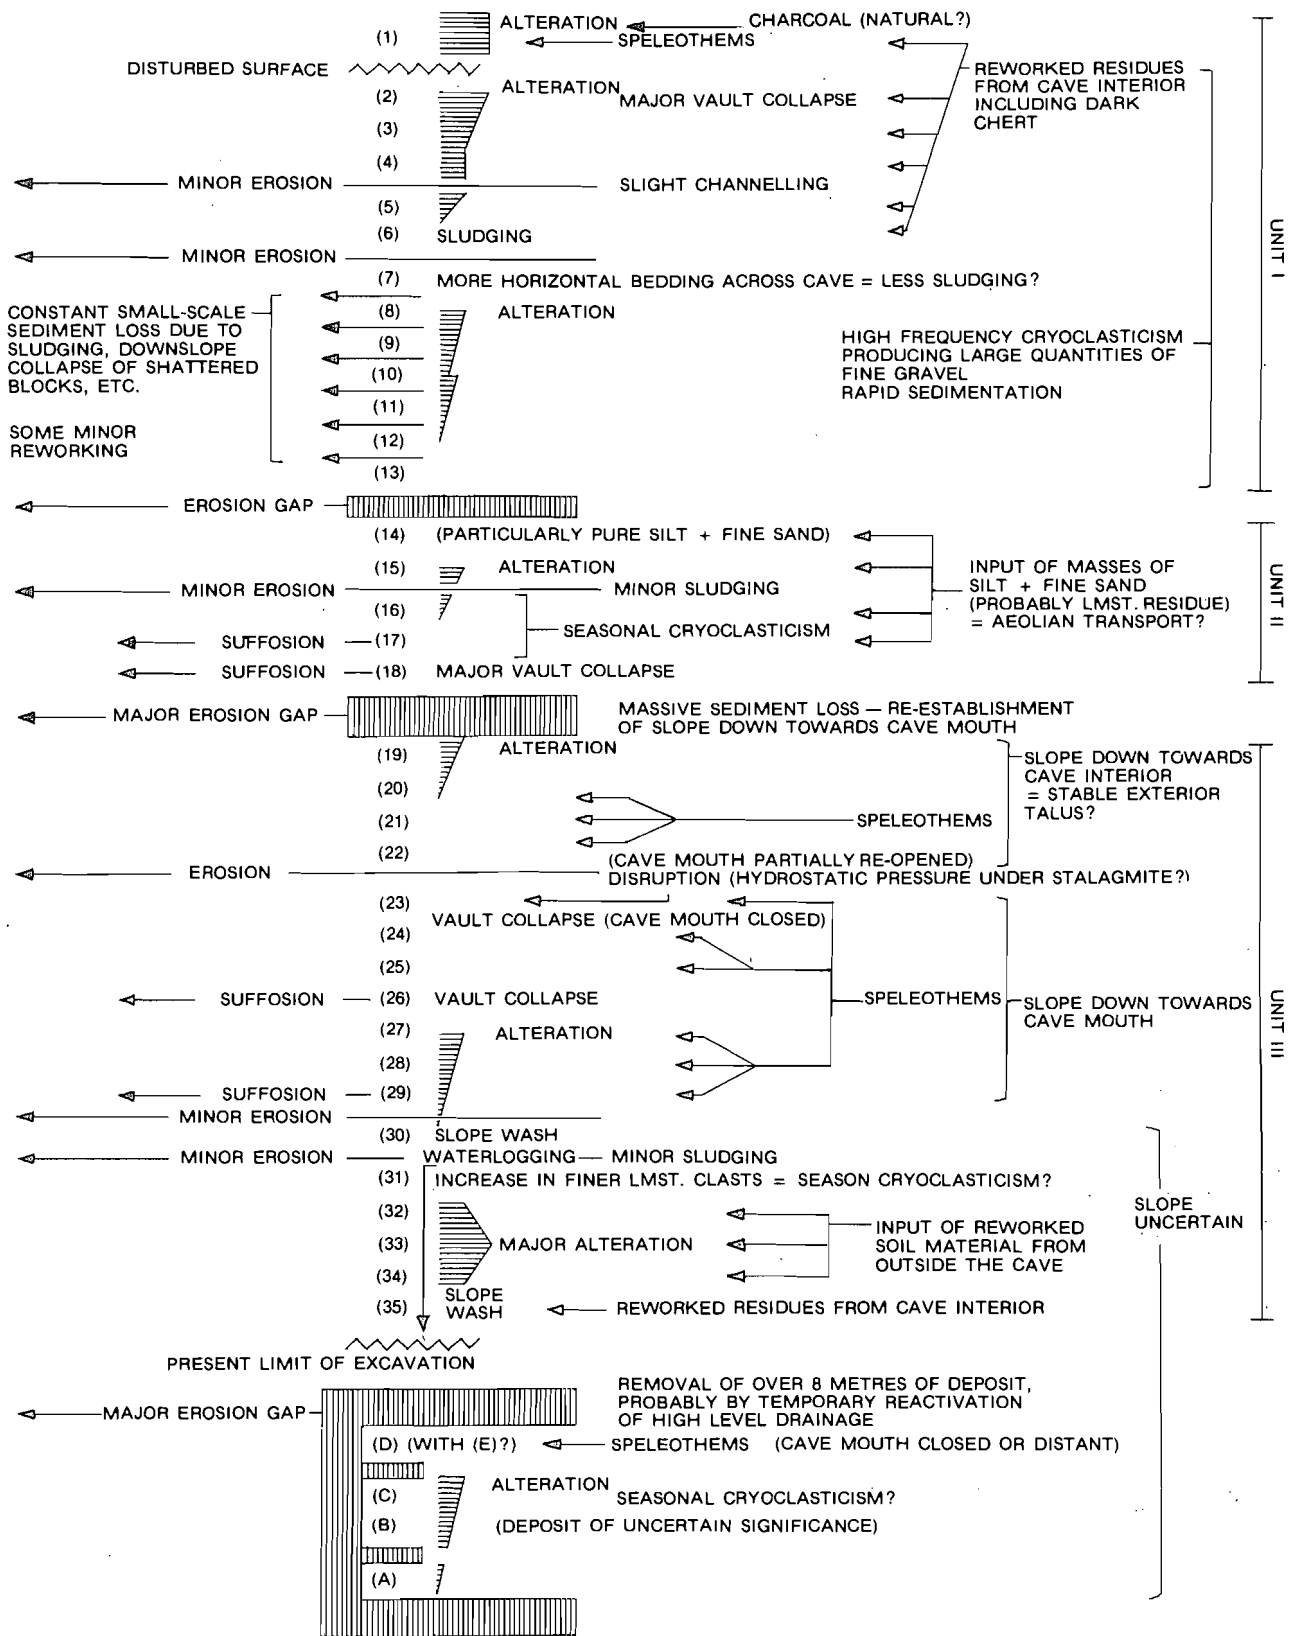 ALTERATION
CHARCOAL (NATURAL?)
(1)
SPELEOTHEMS
DISTURBED SURFACE
REWORKED RESIDUES
FROM CAVE INTERIOR
INCLUDING DARK
CHERT
(2)
ALTERATION
MAJOR VAULT COLLAPSE
(3)
(4)
MINOR EROSION
SLIGHT CHANNELLING
(5)
(6)
SLUDGING
MINOR EROSION
UNIT I
(7)
MORE HORIZONTAL BEDDING ACROSS CAVE = LESS SLUDGING?
CONSTANT SMALL-SCALE
SEDIMENT LOSS DUE TO
SLUDGING, DOWNSLOPE
COLLAPSE OF SHATTERED
BLOCKS, ETC.
SOME MINOR
REWORKING
(8)
ALTERATION
(9)
(10)
(11)
(12)
(13)
HIGH FREQUENCY CRYOCLASTICISM
PRODUCING LARGE QUANTITIES OF
FINE GRAVEL
RAPID SEDIMENTATION
EROSION GAP
(14)
(PARTICULARLY PURE SILT + FINE SAND)
(15)
ALTERATION
MINOR EROSION
MINOR SLUDGING
(16)
SEASONAL CRYOCLASTICISM
INPUT OF MASSES OF
SILT + FINE SAND
(PROBABLY LMST. RESIDUE)
= AEOLIAN TRANSPORT?
UNIT II
SUFFOSION
(17)
SUFFOSION
(18)
MAJOR VAULT COLLAPSE
MAJOR EROSION GAP
MASSIVE SEDIMENT LOSS — RE-ESTABLISHMENT
OF SLOPE DOWN TOWARDS CAVE MOUTH
(19)
ALTERATION
(20)
SLOPE DOWN TOWARDS
CAVE INTERIOR
= STABLE EXTERIOR
TALUS?
(21)
SPELEOTHEMS
(22)
(CAVE MOUTH PARTIALLY RE-OPENED)
EROSION
DISRUPTION (HYDROSTATIC PRESSURE UNDER STALAGMITE?)
(23)
VAULT COLLAPSE (CAVE MOUTH CLOSED)
(24)
(25)
SUFFOSION
(26)
VAULT COLLAPSE
SPELEOTHEMS
SLOPE DOWN TOWARDS
CAVE MOUTH
UNIT III
(27)
ALTERATION
(28)
SUFFOSION
(29)
MINOR EROSION
(30)
SLOPE WASH
MINOR EROSION
WATERLOGGING — MINOR SLUDGING
(31)
INCREASE IN FINER LMST. CLASTS = SEASON CRYOCLASTICISM?
SLOPE
UNCERTAIN
(32)
(33)
MAJOR ALTERATION
INPUT OF REWORKED
SOIL MATERIAL FROM
OUTSIDE THE CAVE
(34)
SLOPE
WASH
(35)
REWORKED RESIDUES FROM CAVE INTERIOR
PRESENT LIMIT OF EXCAVATION
MAJOR EROSION GAP
REMOVAL OF OVER 8 METRES OF DEPOSIT,
PROBABLY BY TEMPORARY REACTIVATION
OF HIGH LEVEL DRAINAGE
(D) (WITH (E)?)
SPELEOTHEMS (CAVE MOUTH CLOSED OR DISTANT)
(C)
ALTERATION
SEASONAL CRYOCLASTICISM?
(B)
(DEPOSIT OF UNCERTAIN SIGNIFICANCE)
(A)